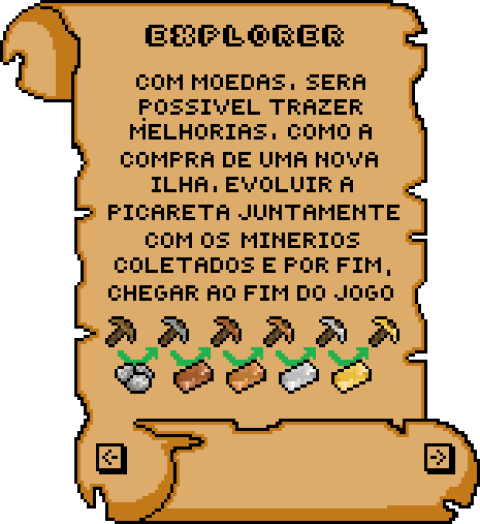 EXPLORER
COM MOEDAS, SERA
POSSIVEL TRAZER
MELHORIAS, COMO A
COMPRA DE UMA NOVA
ILHA, EVOLUIR A
PICARETA JUNTAMENTE
COM OS MINERIOS
COLETADOS E POR FIM,
CHEGAR AO FIM DO JOGO